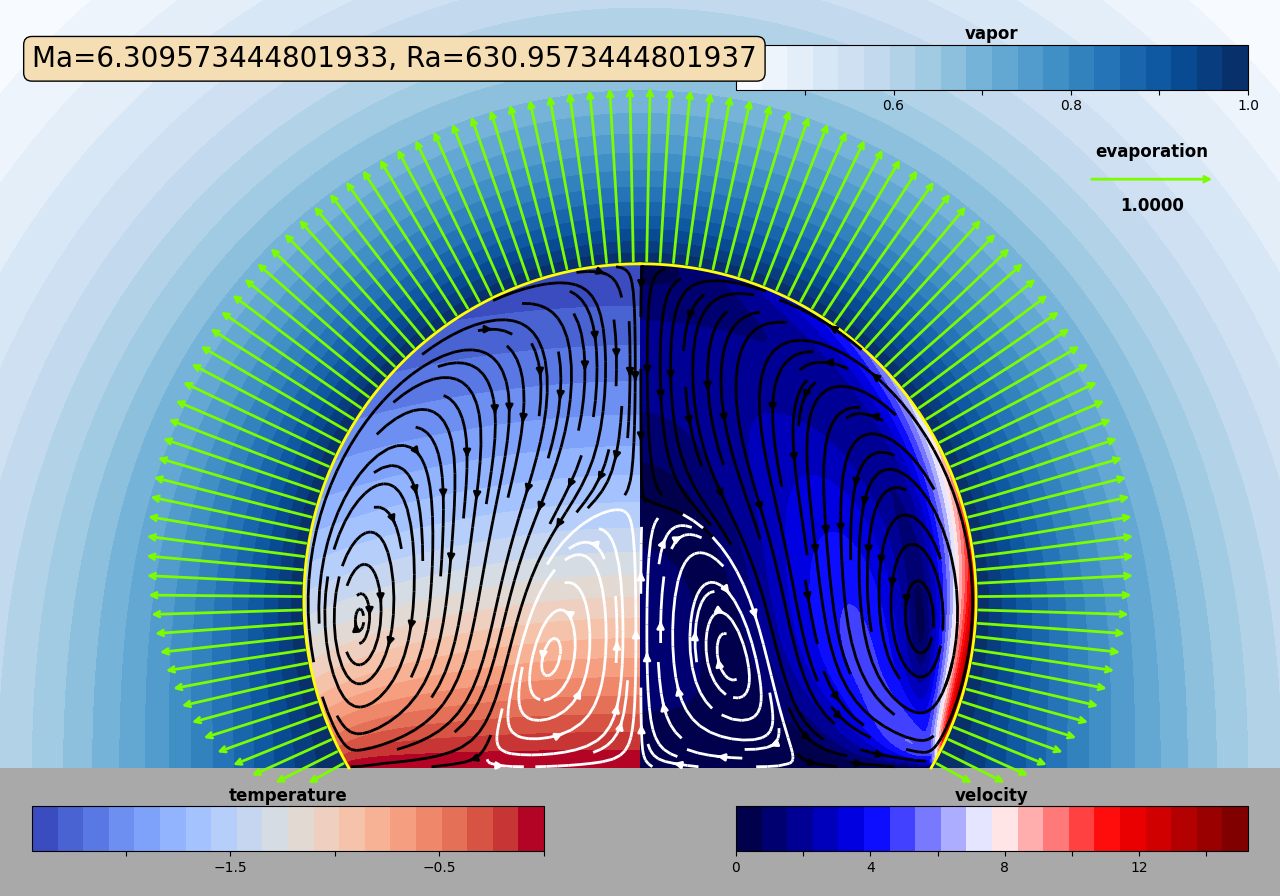 Ma=6.309573444801933, Ra=630.9573444801937
vapor
0.6 0.8 1.0
evaporation
1.0000
temperature
−1.5 −0.5
velocity
0 4 8 12